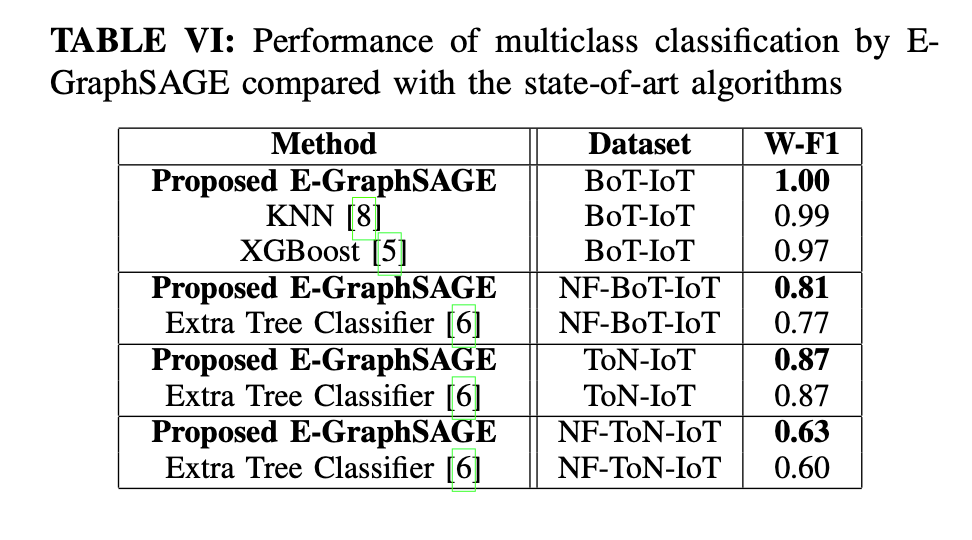 TABLE VI: Performance of multiclass classification by E-
GraphSAGE compared with the state-of-art algorithms
Method Dataset W-F1
Proposed E-GraphSAGE BoT-IoT 1.00
KNN [8] BoT-IoT 0.99
XGBoost [5] BoT-IoT 0.97
Proposed E-GraphSAGE NF-BoT-IoT 0.81
Extra Tree Classifier [6] NF-BoT-IoT 0.77
Proposed E-GraphSAGE ToN-IoT 0.87
Extra Tree Classifier [6] ToN-IoT 0.87
Proposed E-GraphSAGE NF-ToN-IoT 0.63
Extra Tree Classifier [6] NF-ToN-IoT 0.60